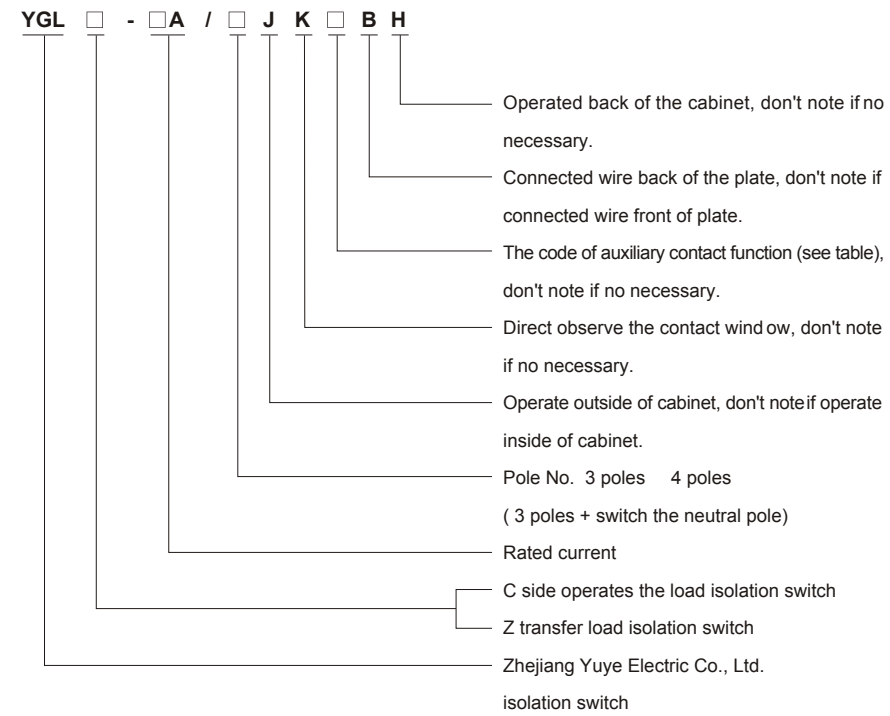 YGL □ - □A / □ J K □ B H
Operated back of the cabinet, don't note if no
necessary.
Connected wire back of the plate, don't note if
connected wire front of plate.
The code of auxiliary contact function (see table),
don't note if no necessary.
Direct observe the contact wind ow, don't note
if no necessary.
Operate outside of cabinet, don't note if operate
inside of cabinet.
Pole No. 3 poles 4 poles
( 3 poles + switch the neutral pole)
Rated current
C side operates the load isolation switch
Z transfer load isolation switch
Zhejiang Yuye Electric Co., Ltd.
isolation switch